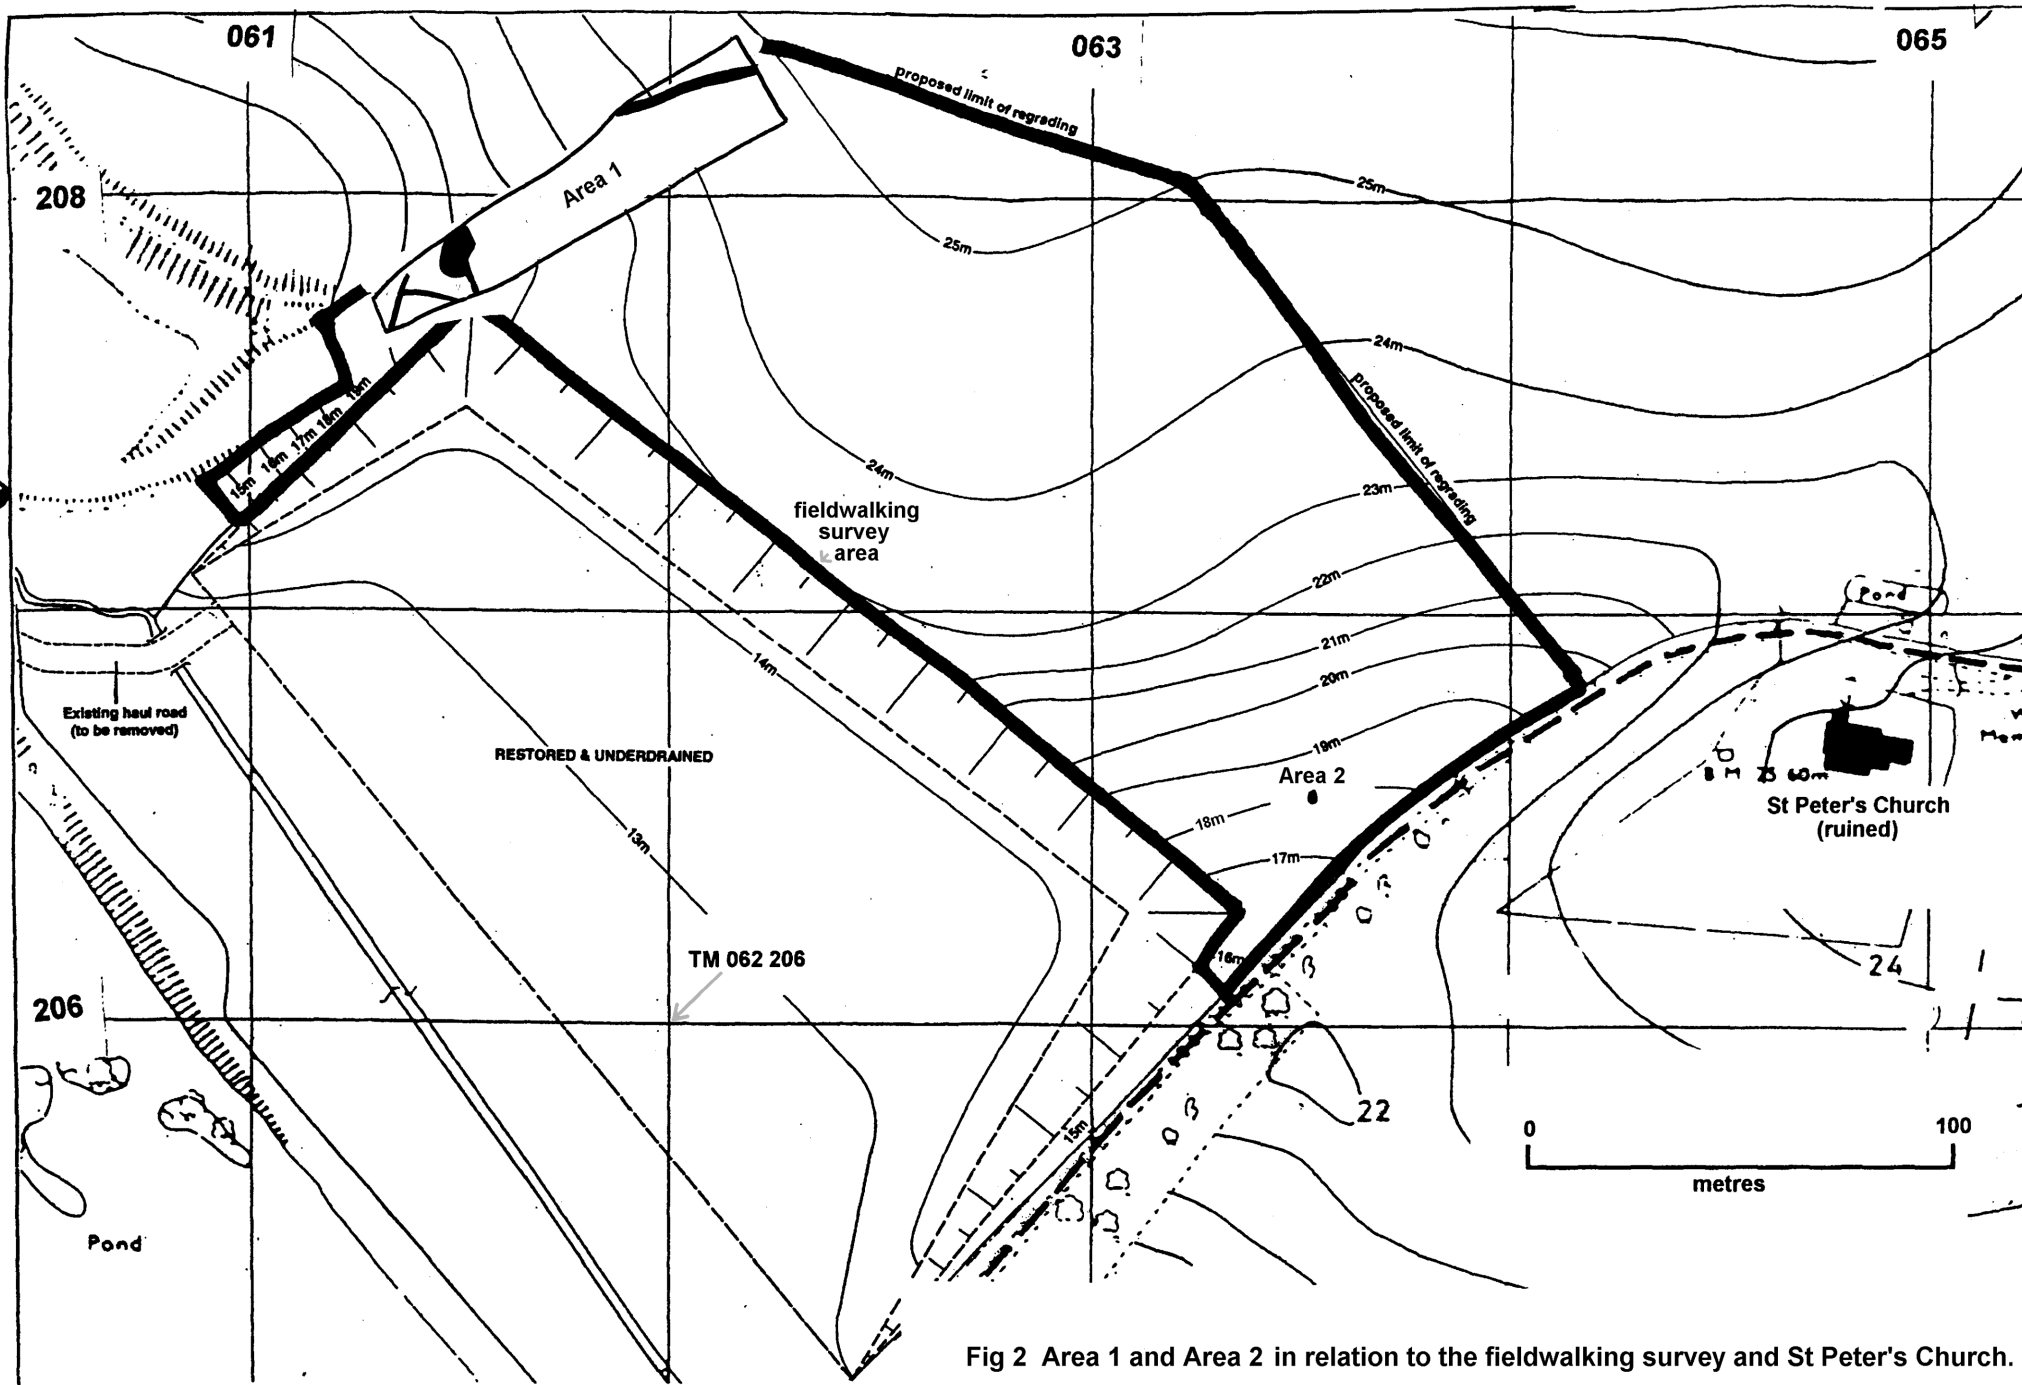 061
063
065
proposed limit of regrading
Area 1
208
25m
25m
24m
19m
18m
17m
16m
15m
proposed limit of regrading
24m
23m
fieldwalking
survey
area
22m
Pond
21m
14m
20m
Existing haul road
(to be removed)
RESTORED & UNDERDRAINED
19m
Area 2
B M 25 60m
St Peter's Church
(ruined)
18m
13m
17m
TM 062 206
16m
24
206
22
15m
0
100
metres
Pond
Fig 2 Area 1 and Area 2 in relation to the fieldwalking survey and St Peter's Church.